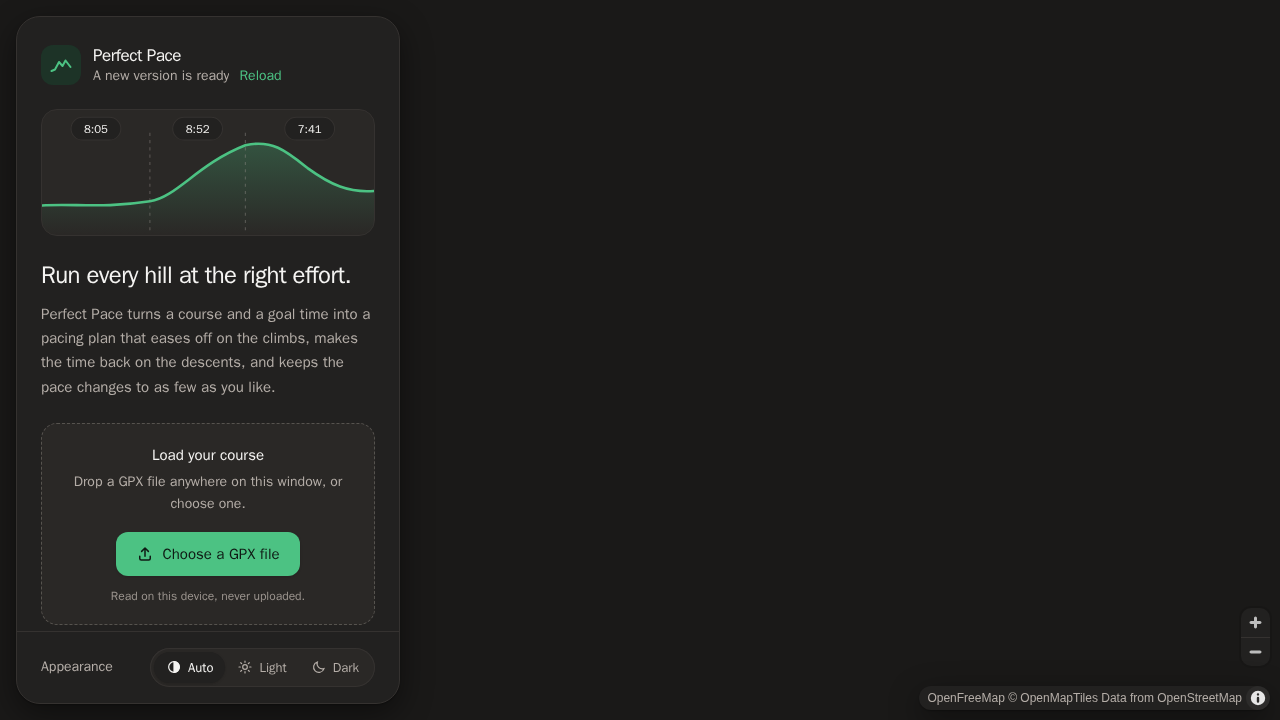 Perfect Pace
A new version is ready Reload
8:05 8:52 7:41
Run every hill at the right effort.
Perfect Pace turns a course and a goal time into a
pacing plan that eases off on the climbs, makes
the time back on the descents, and keeps the
pace changes to as few as you like.
Load your course
Drop a GPX file anywhere on this window, or
choose one.
Choose a GPX file
Read on this device, never uploaded.
Appearance Auto Light Dark
OpenFreeMap © OpenMapTiles Data from OpenStreetMap